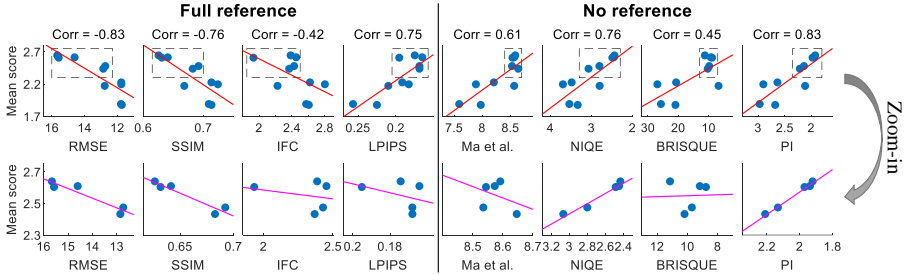 Full reference
No reference
Corr = -0.83
Corr = -0.76
Corr = -0.42
Corr = 0.75
Corr = 0.61
Corr = 0.76
Corr = 0.45
Corr = 0.83
Mean score
2.7
2.2
1.7
16 14 12
0.6 0.7
2 2.4 2.8
0.25 0.2
7.5 8 8.5
4 3 2
30 20 10
3 2
RMSE
SSIM
IFC
LPIPS
Ma et al.
NIQE
BRISQUE
PI
Zoom-in
Mean score
2.7
2.5
2.3
16 15 14 13
0.65 0.7
2 2.5
0.2 0.18
8.5 8.6 8.7
3.2 3 2.8 2.6 2.4
12 10 8
2.2 2 1.8
RMSE
SSIM
IFC
LPIPS
Ma et al.
NIQE
BRISQUE
PI